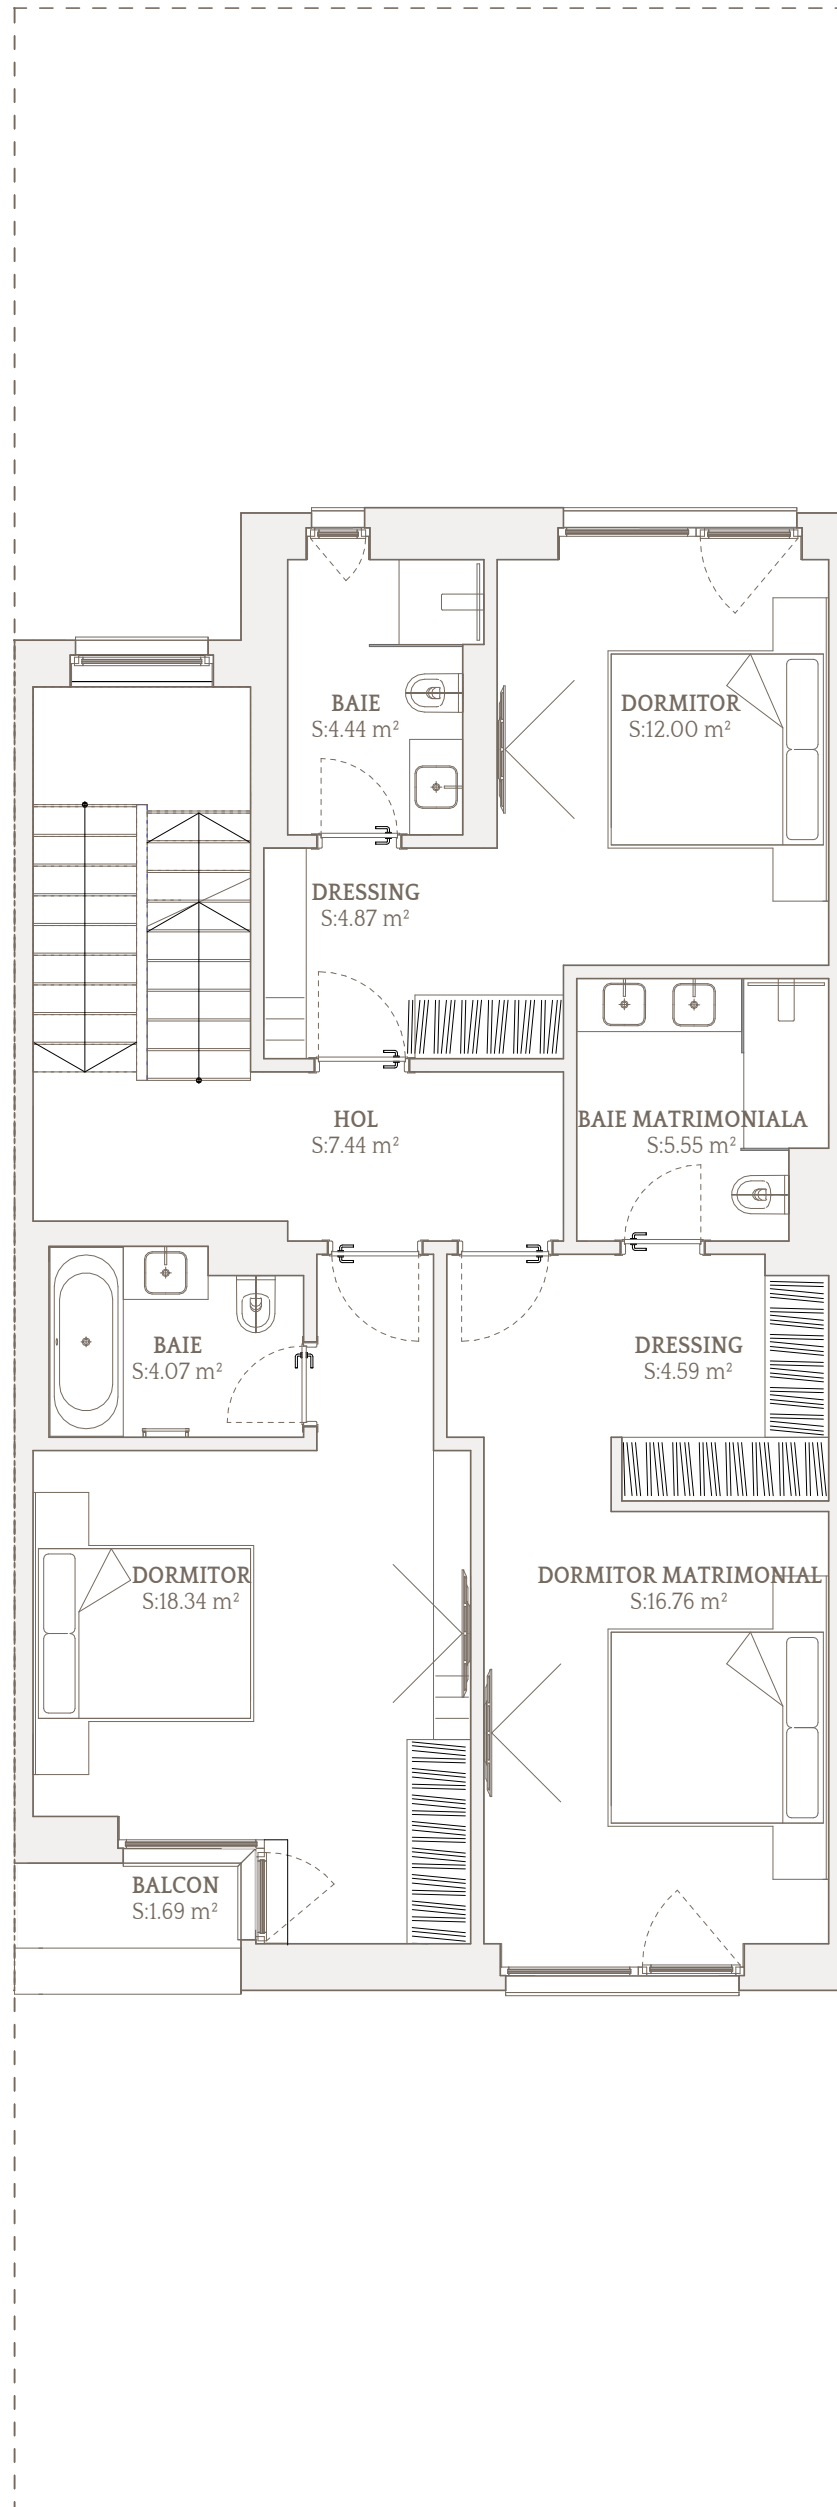 BAIE
S:4.44 m²
DORMITOR
S:12.00 m²
DRESSING
S:4.87 m²
HOL
S:7.44 m²
BAIE MATRIMONIALA
S:5.55 m²
BAIE
S:4.07 m²
DRESSING
S:4.59 m²
DORMITOR
S:18.34 m²
DORMITOR MATRIMONIAL
S:16.76 m²
BALCON
S:1.69 m²